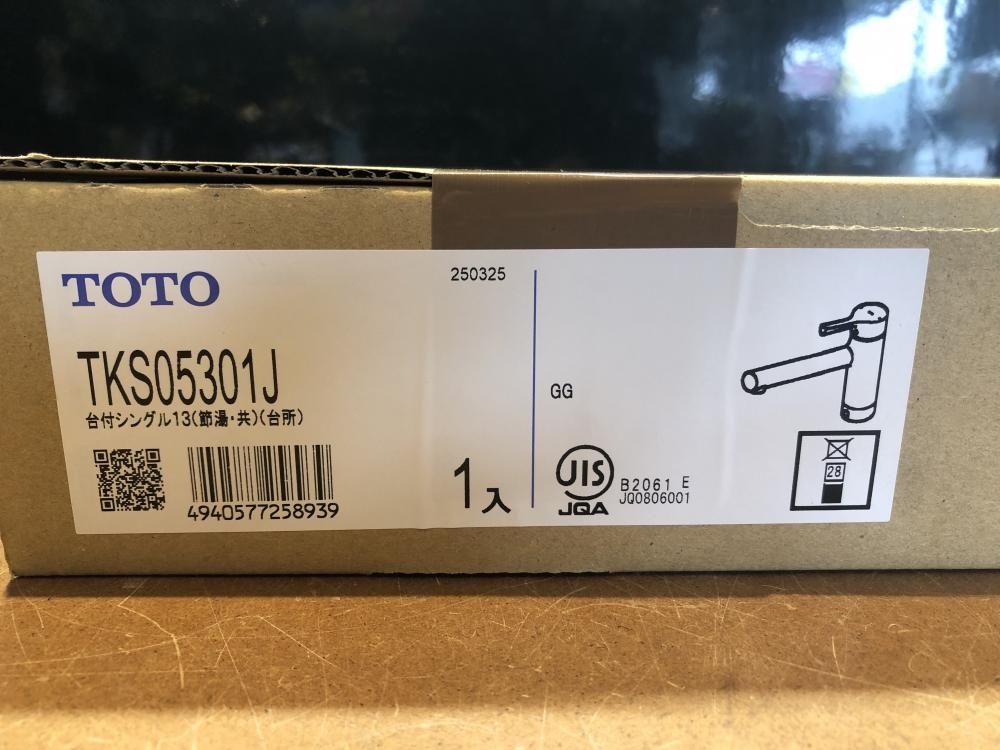 TOTO
250325
TKS05301J
台付シングル13(節湯・共)(台所)
GG
4940577258939
1入
JIS
JQA
B2061 E
JQ0806001
28